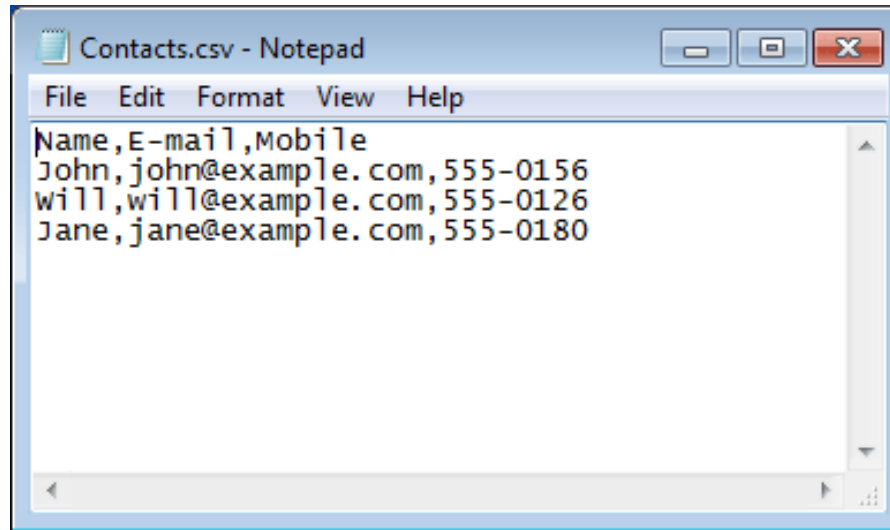 Contacts.csv - Notepad
File Edit Format View Help
Name,E-mail,Mobile
John,john@example.com,555-0156
Will,will@example.com,555-0126
Jane,jane@example.com,555-0180